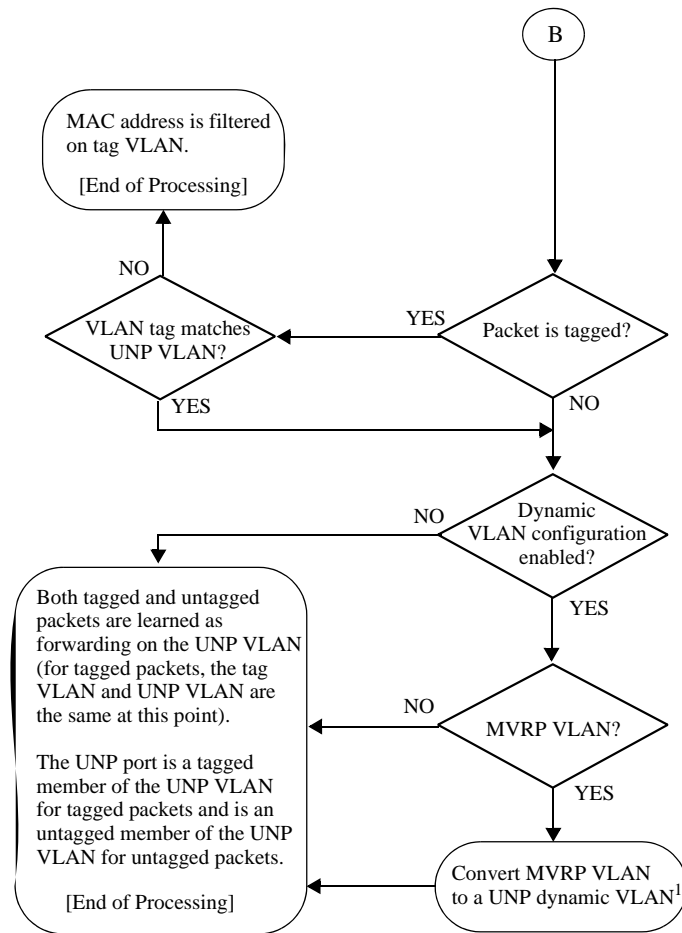 B
MAC address is filtered
on tag VLAN.
[End of Processing]
NO
VLAN tag matches
UNP VLAN?
YES
YES
Packet is tagged?
NO
Dynamic
VLAN configuration
enabled?
NO
YES
Both tagged and untagged
packets are learned as
forwarding on the UNP VLAN
(for tagged packets, the tag
VLAN and UNP VLAN are
the same at this point).
The UNP port is a tagged
member of the UNP VLAN
for tagged packets and is an
untagged member of the UNP
VLAN for untagged packets.
[End of Processing]
NO
MVRP VLAN?
YES
Convert MVRP VLAN
to a UNP dynamic VLAN¹